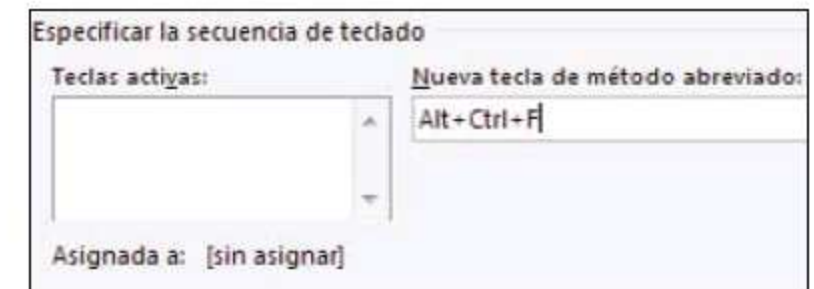 Especificar la secuencia de teclado
Teclas activas:
Nueva tecla de método abreviado:
Alt+Ctrl+F
Asignada a: [sin asignar]